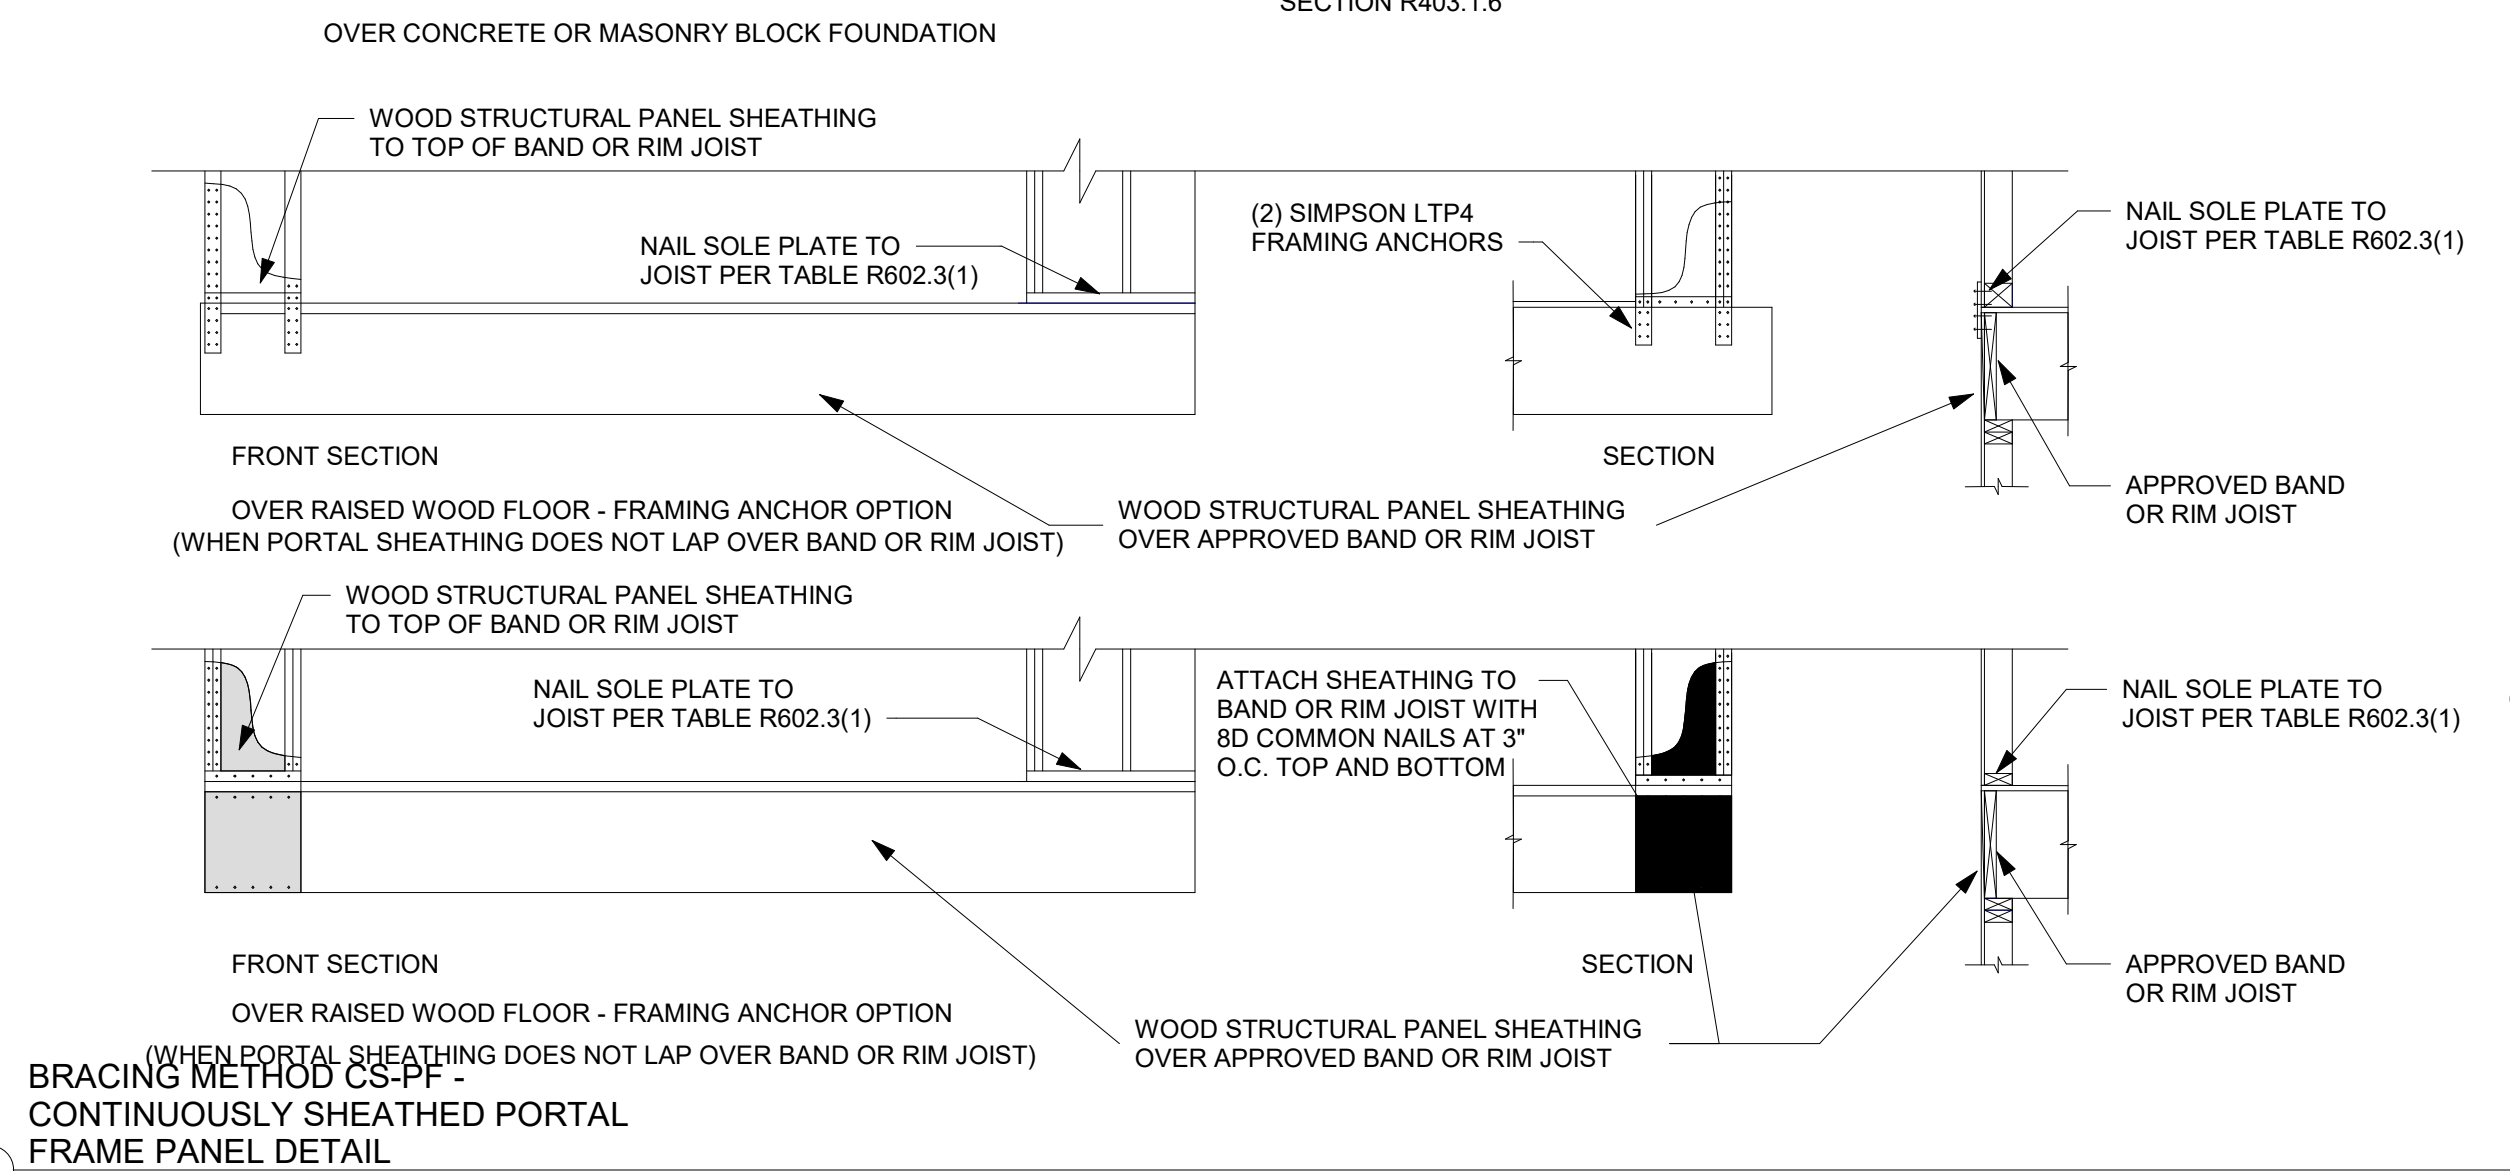 SECTION R403.1.6
OVER CONCRETE OR MASONRY BLOCK FOUNDATION
WOOD STRUCTURAL PANEL SHEATHING
TO TOP OF BAND OR RIM JOIST
NAIL SOLE PLATE TO
JOIST PER TABLE R602.3(1)
(2) SIMPSON LTP4
FRAMING ANCHORS
NAIL SOLE PLATE TO
JOIST PER TABLE R602.3(1)
FRONT SECTION
SECTION
OVER RAISED WOOD FLOOR - FRAMING ANCHOR OPTION
(WHEN PORTAL SHEATHING DOES NOT LAP OVER BAND OR RIM JOIST)
WOOD STRUCTURAL PANEL SHEATHING
OVER APPROVED BAND OR RIM JOIST
APPROVED BAND
OR RIM JOIST
WOOD STRUCTURAL PANEL SHEATHING
TO TOP OF BAND OR RIM JOIST
NAIL SOLE PLATE TO
JOIST PER TABLE R602.3(1)
ATTACH SHEATHING TO
BAND OR RIM JOIST WITH
8D COMMON NAILS AT 3"
O.C. TOP AND BOTTOM
NAIL SOLE PLATE TO
JOIST PER TABLE R602.3(1)
FRONT SECTION
SECTION
OVER RAISED WOOD FLOOR - FRAMING ANCHOR OPTION
(WHEN PORTAL SHEATHING DOES NOT LAP OVER BAND OR RIM JOIST)
WOOD STRUCTURAL PANEL SHEATHING
OVER APPROVED BAND OR RIM JOIST
APPROVED BAND
OR RIM JOIST
BRACING METHOD CS-PF -
CONTINUOUSLY SHEATHED PORTAL
FRAME PANEL DETAIL